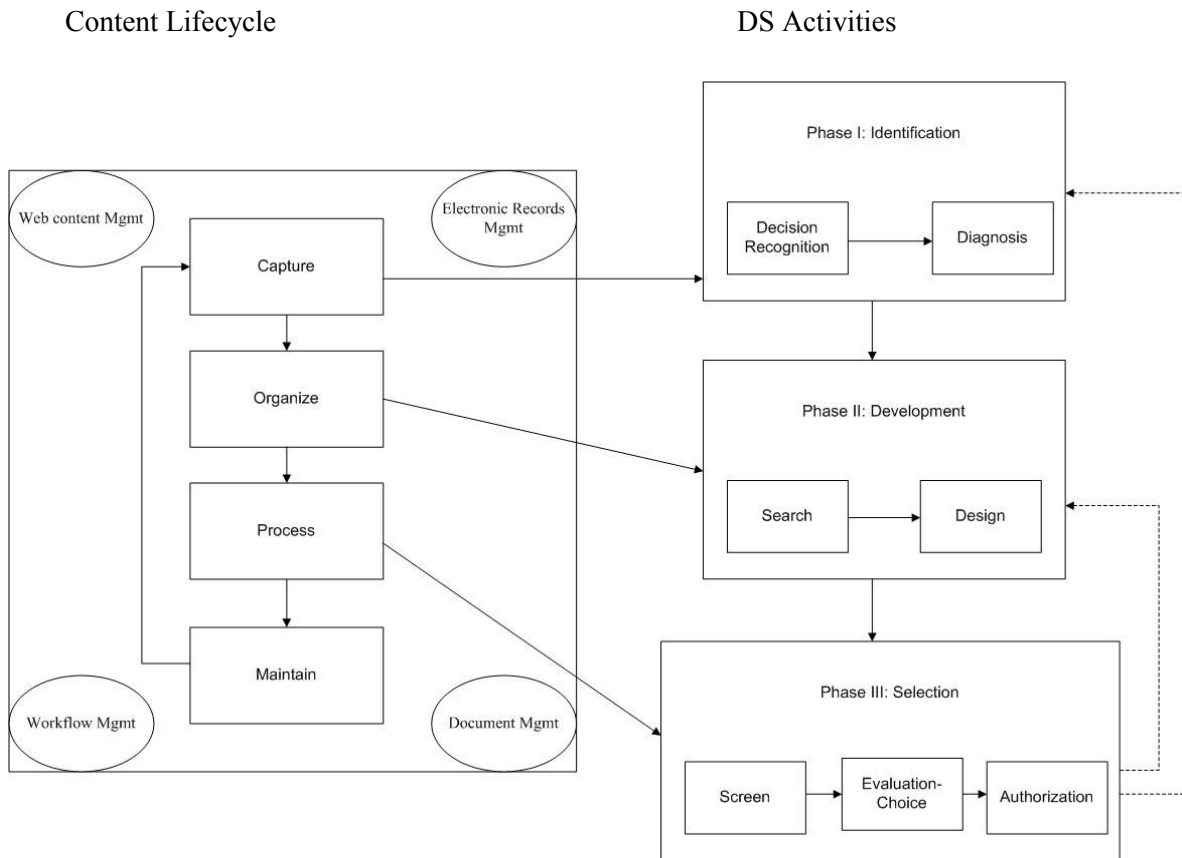 Content Lifecycle
DS Activities
Web content Mgmt
Electronic Records
Mgmt
Capture
Organize
Process
Maintain
Workflow Mgmt
Document Mgmt
Phase I: Identification
Decision
Recognition
Diagnosis
Phase II: Development
Search
Design
Phase III: Selection
Screen
Evaluation-
Choice
Authorization